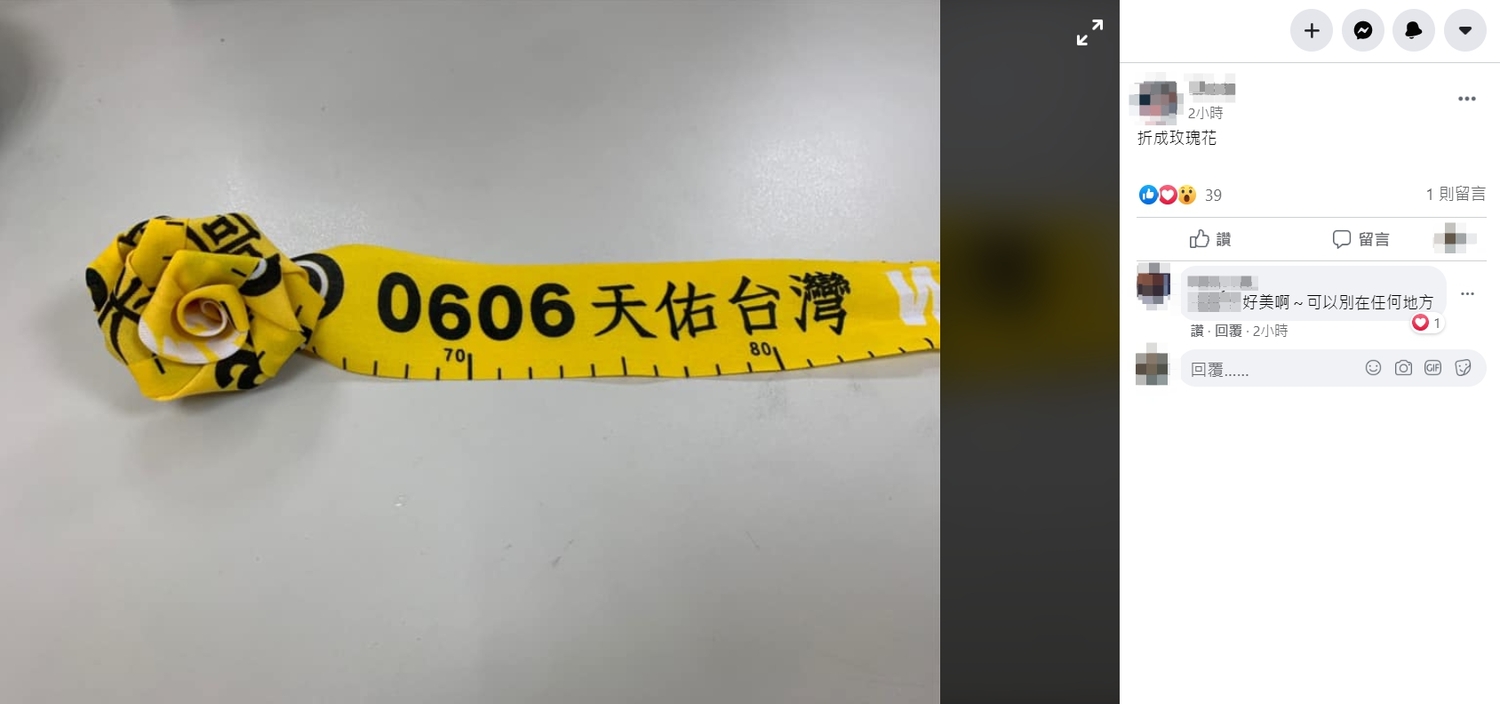 0606天佑台灣
70
80
2小時
折成玫瑰花
39
1 則留言
讚
留言
好美啊～可以別在任何地方
1
讚 · 回覆 · 2小時
回覆......
GIF